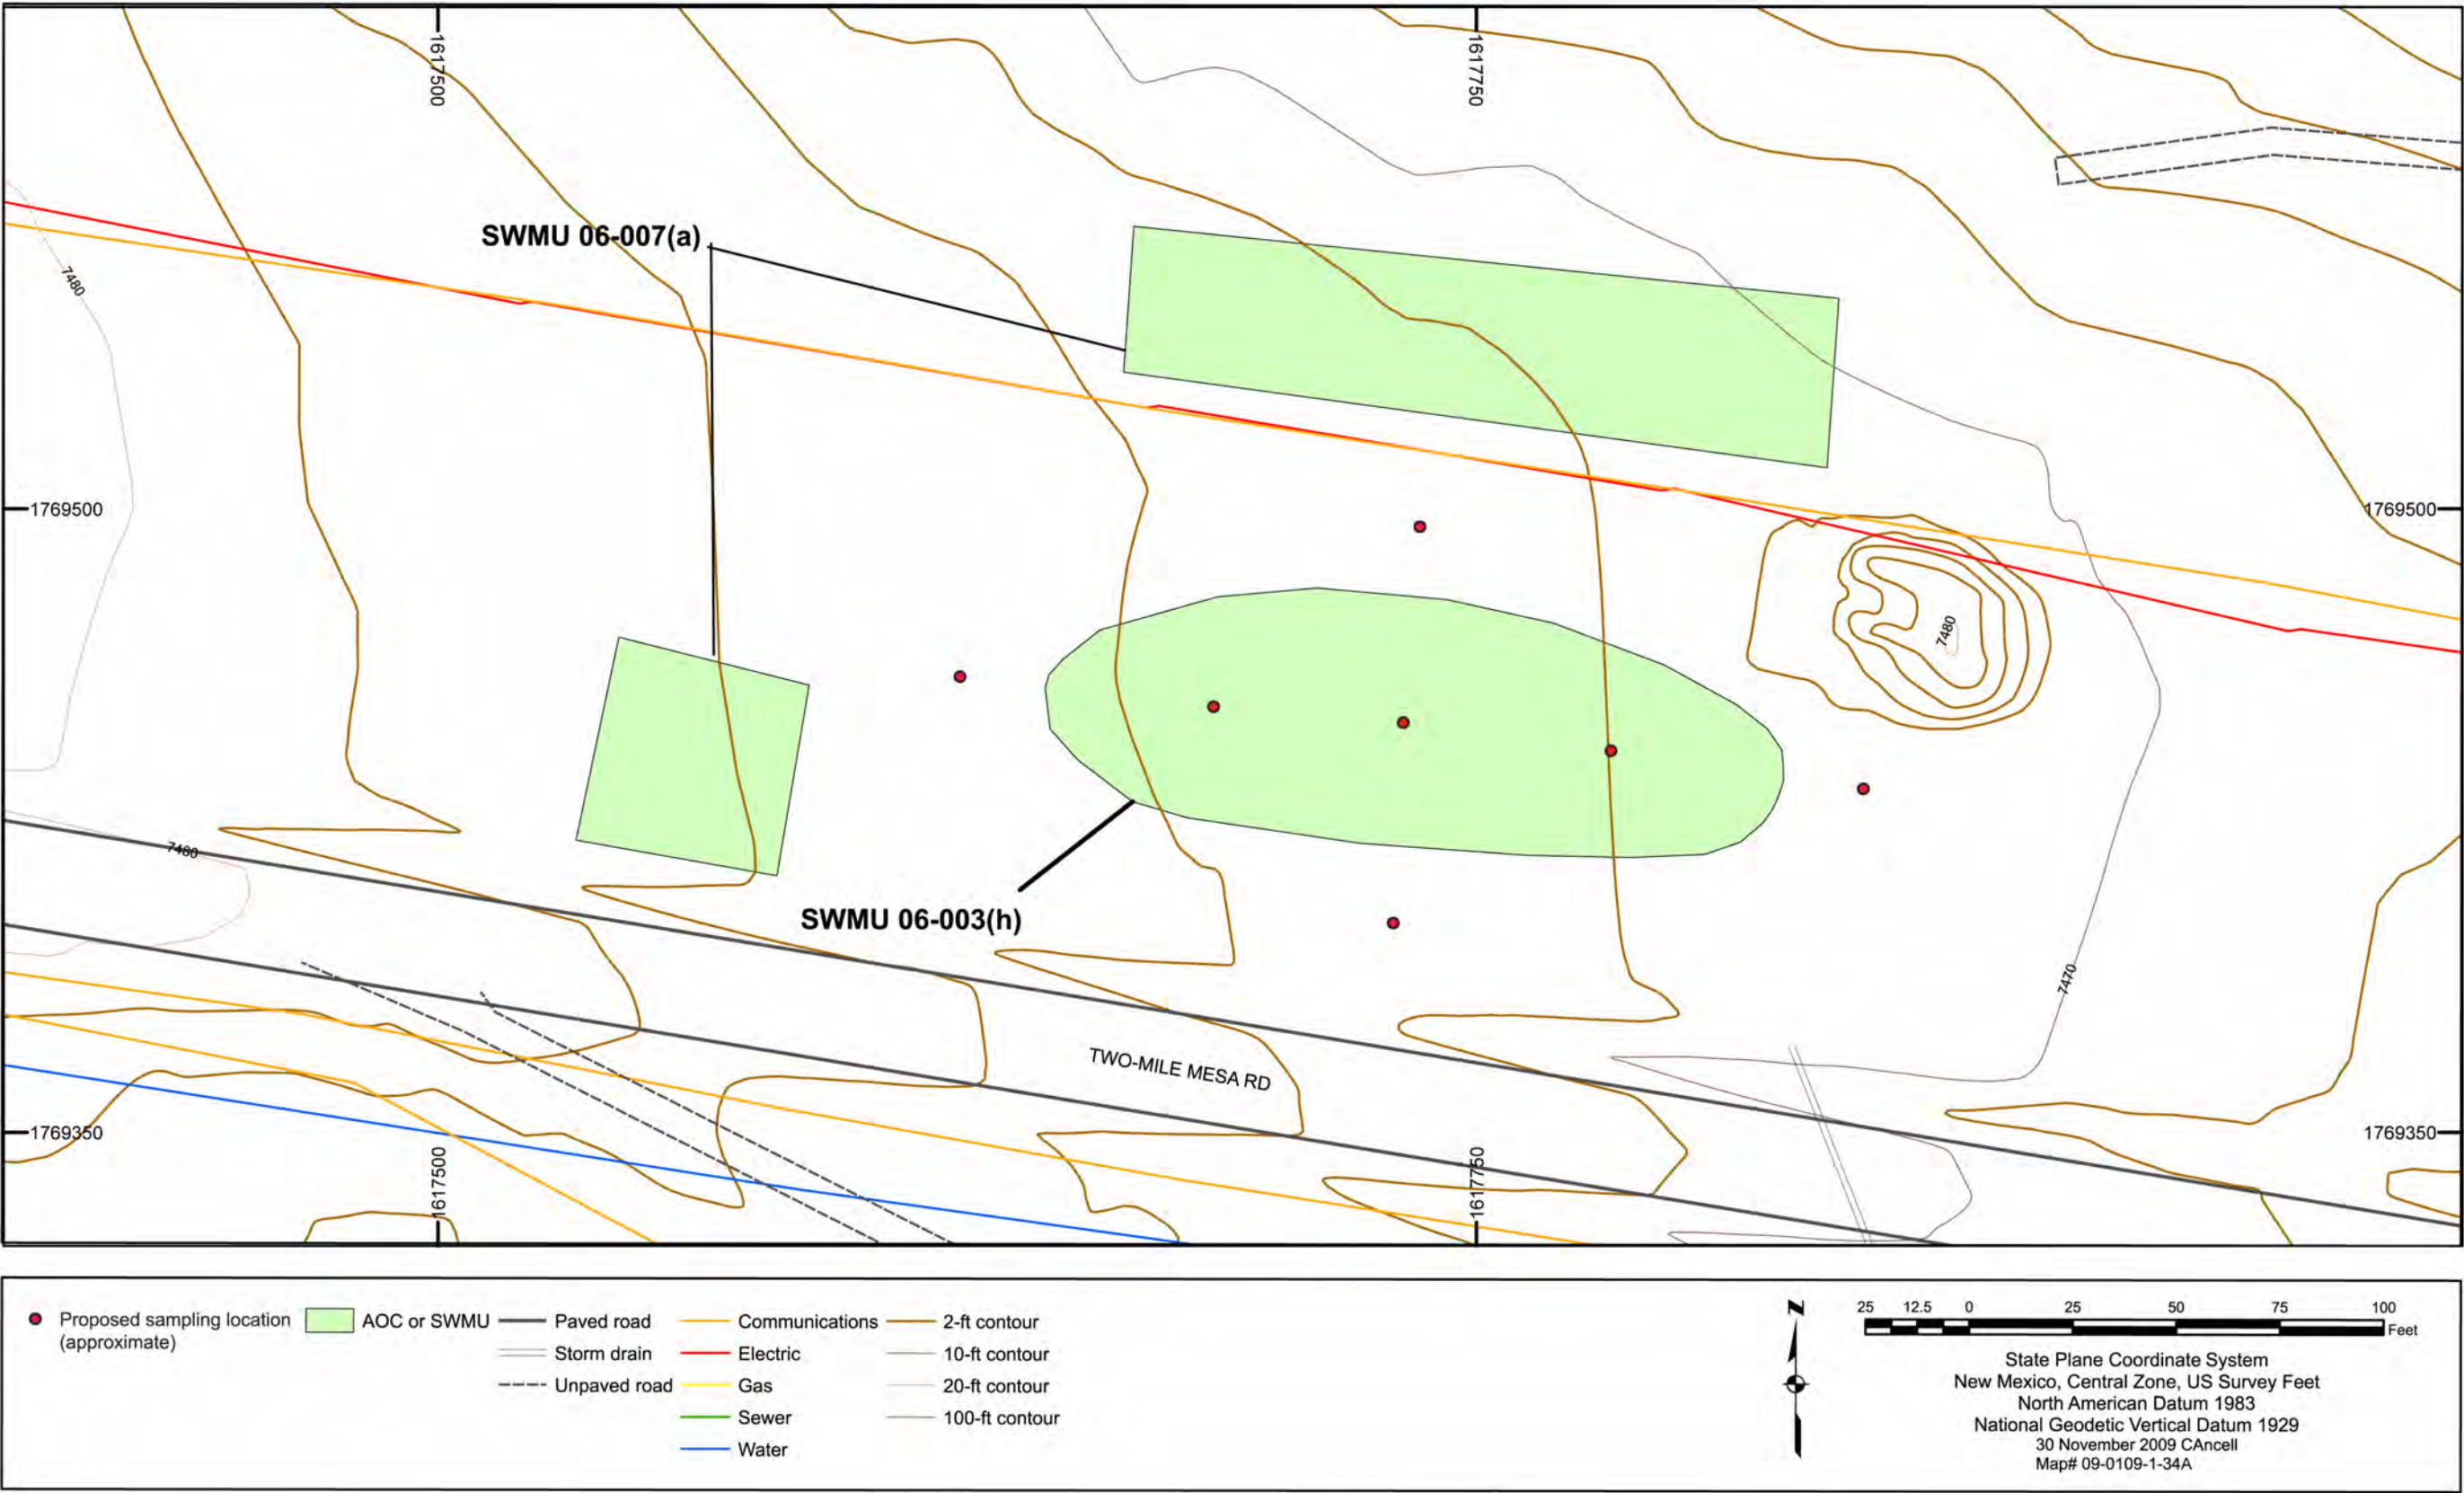 1617500
1617750
SWMU 06-007(a)
7480
1769500
1769500
7480
7480
SWMU 06-003(h)
7470
TWO-MILE MESA RD
1769350
1769350
1617500
1617750
Proposed sampling location
(approximate)
AOC or SWMU
Paved road
Storm drain
Unpaved road
Communications
Electric
Gas
Sewer
Water
2-ft contour
10-ft contour
20-ft contour
100-ft contour
N
25 12.5 0 25 50 75 100
Feet
State Plane Coordinate System
New Mexico, Central Zone, US Survey Feet
North American Datum 1983
National Geodetic Vertical Datum 1929
30 November 2009 CAncell
Map# 09-0109-1-34A